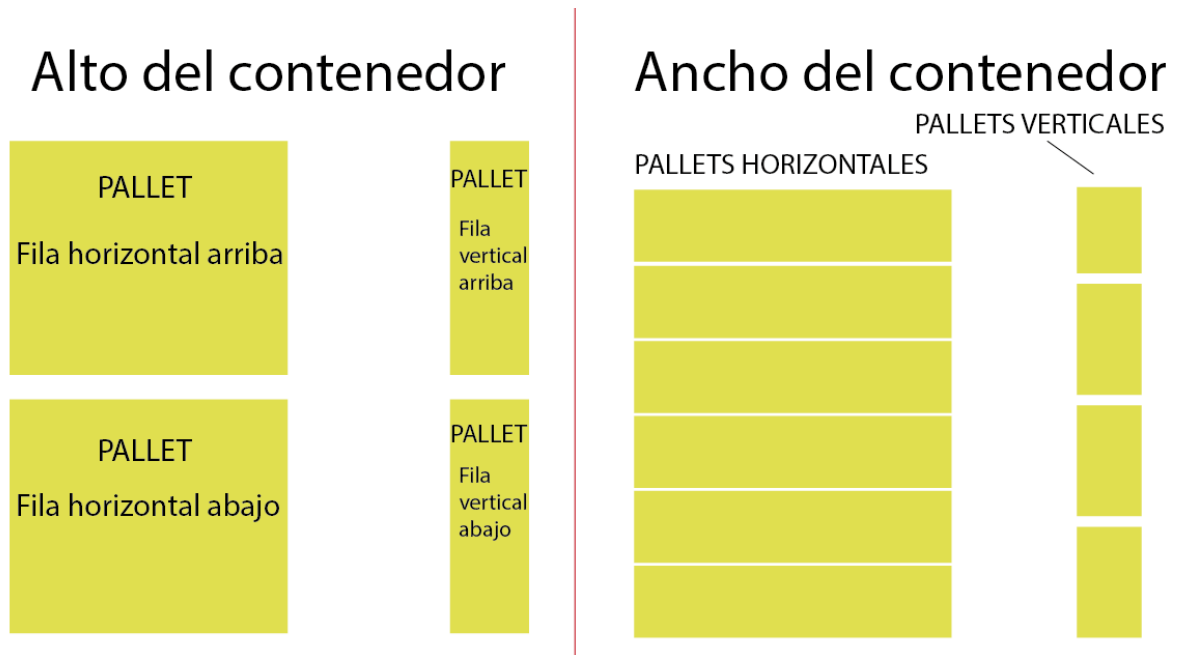 Alto del contenedor
PALLET
Fila horizontal arriba
PALLET
Fila
vertical
arriba
PALLET
Fila horizontal abajo
PALLET
Fila
vertical
abajo
Ancho del contenedor
PALLETS VERTICALES
PALLETS HORIZONTALES